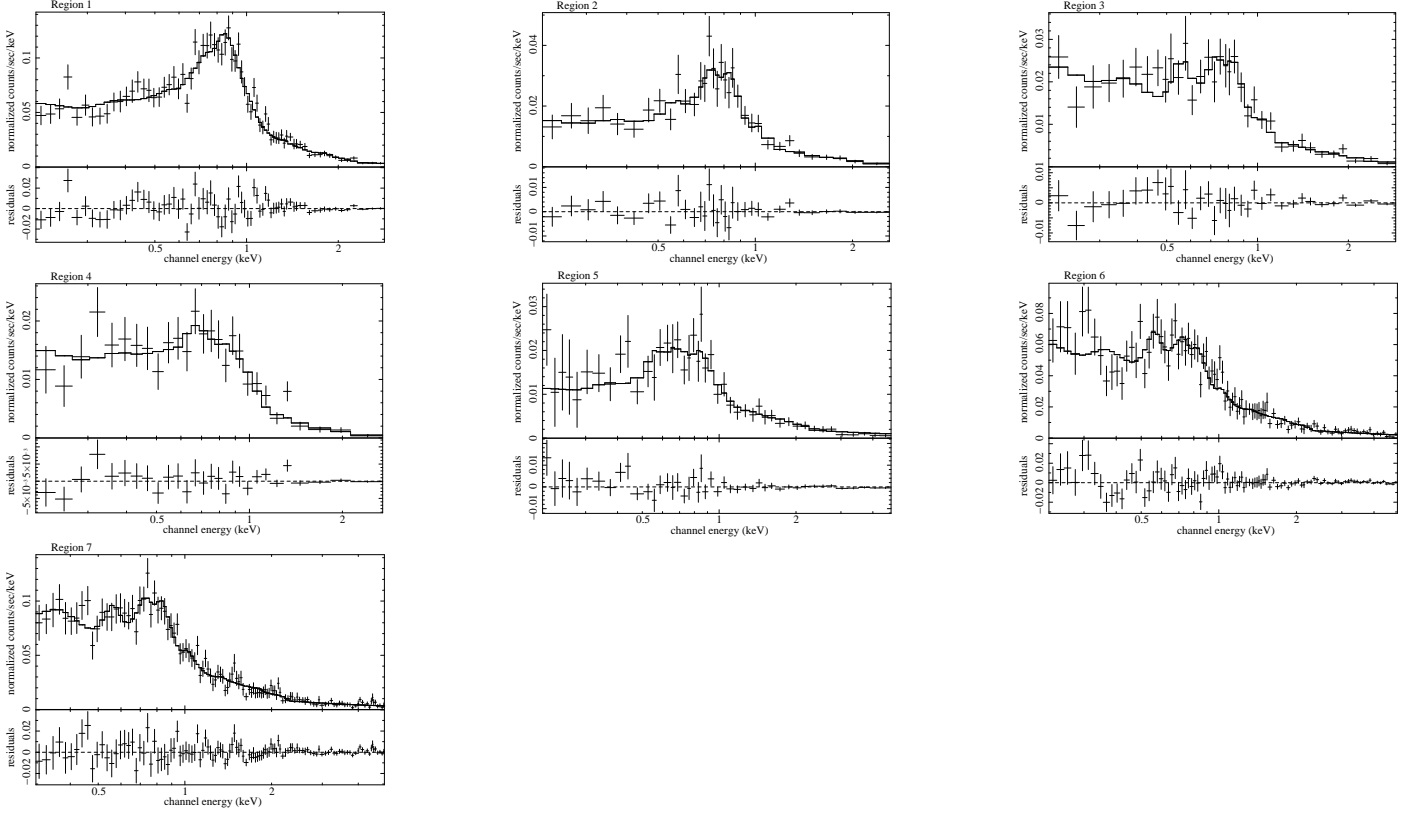 Region 1
normalized counts/sec/keV
0.1
0.05
0
residuals
0.02
0
−0.02
0.5 1 2
channel energy (keV)
Region 2
normalized counts/sec/keV
0.04
0.02
0
residuals
0.01
0
−0.01
0.5 1 2
channel energy (keV)
Region 3
normalized counts/sec/keV
0.03
0.02
0.01
residuals
0.01
0
−0.01
0.5 1 2
channel energy (keV)
Region 4
normalized counts/sec/keV
0.02
0.01
0
residuals
0.5 1 2
channel energy (keV)
Region 5
normalized counts/sec/keV
0.03
0.02
0.01
0
residuals
0.01
0
−0.01
0.5 1 2
channel energy (keV)
Region 6
normalized counts/sec/keV
0.08
0.06
0.04
0.02
0
residuals
0.02
0
−0.02
0.5 1 2
channel energy (keV)
Region 7
normalized counts/sec/keV
0.1
0.05
0
residuals
0.02
0
−0.02
0.5 1 2
channel energy (keV)